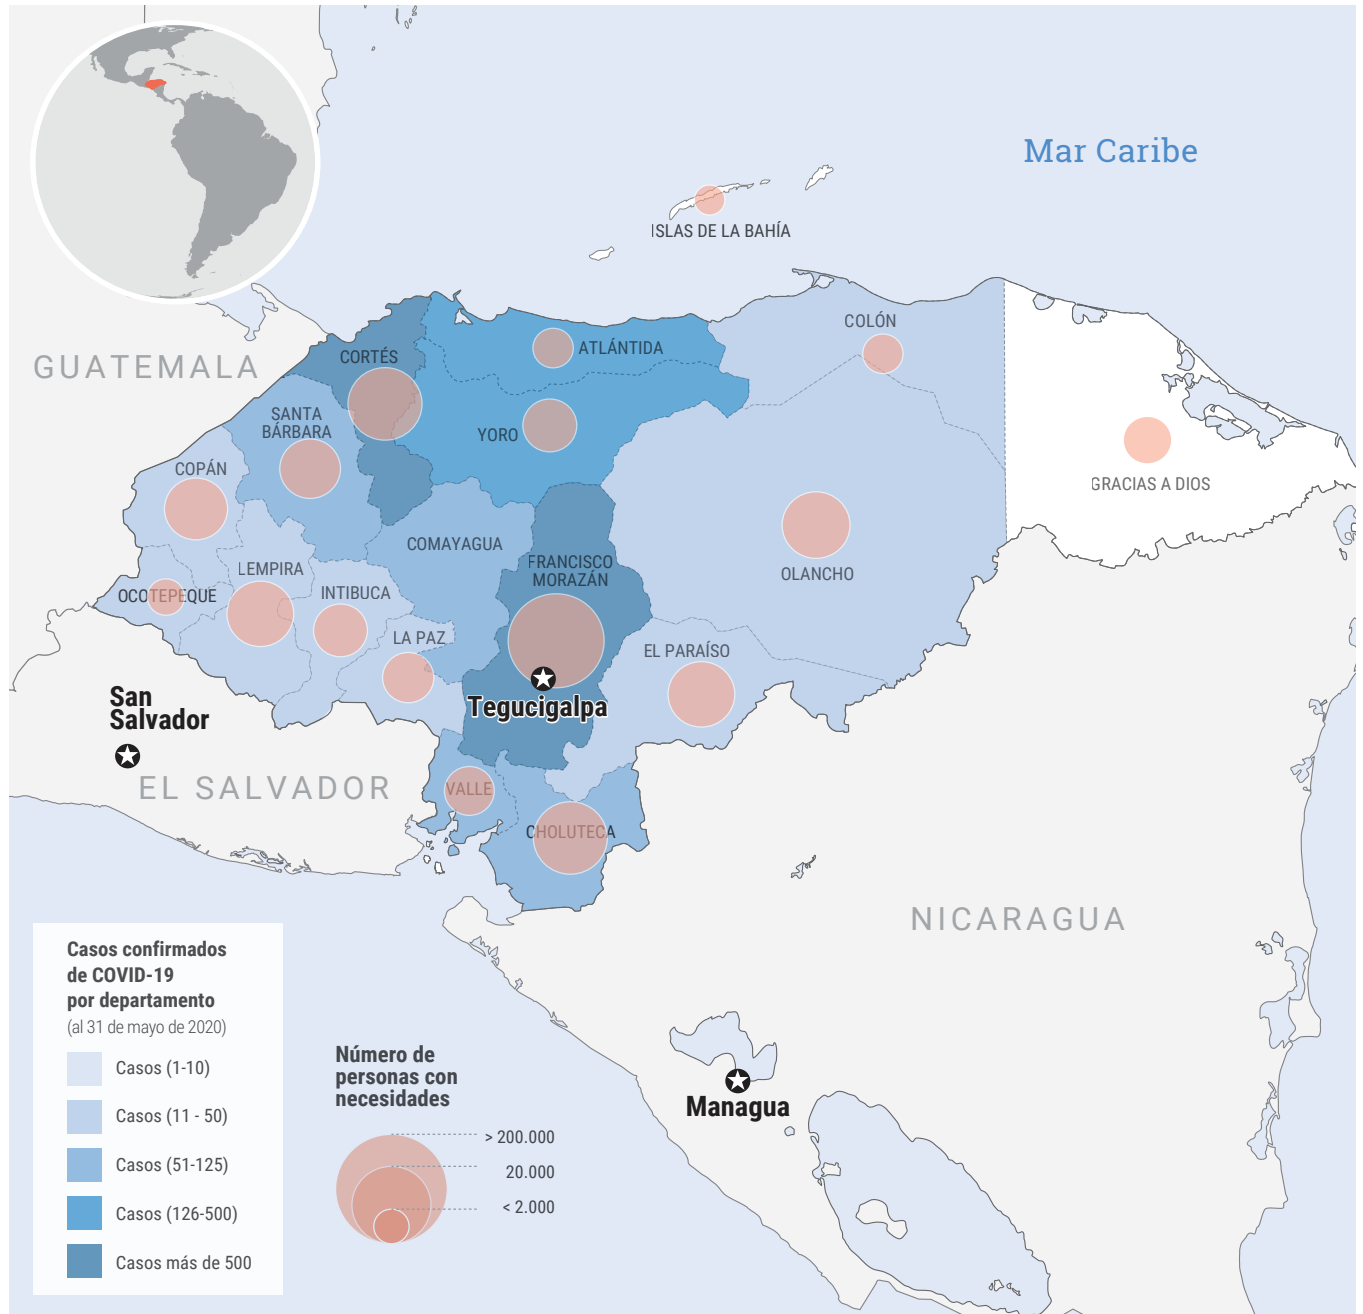 Mar Caribe
ISLAS DE LA BAHÍA
COLÓN
GUATEMALA
CORTÉS
ATLÁNTIDA
SANTA
BÁRBARA
YORO
COPÁN
GRACIAS A DIOS
COMAYAGUA
FRANCISCO
MORAZÁN
OLANCHO
LEMPIRA
OCOTEPEQUE
INTIBUCA
LA PAZ
EL PARAÍSO
San
Salvador
Tegucigalpa
EL SALVADOR
VALLE
CHOLUTECA
NICARAGUA
Managua
Casos confirmados
de COVID-19
por departamento
(al 31 de mayo de 2020)
Casos (1-10)
Casos (11 - 50)
Casos (51-125)
Casos (126-500)
Casos más de 500
Número de
personas con
necesidades
> 200.000
20.000
< 2.000